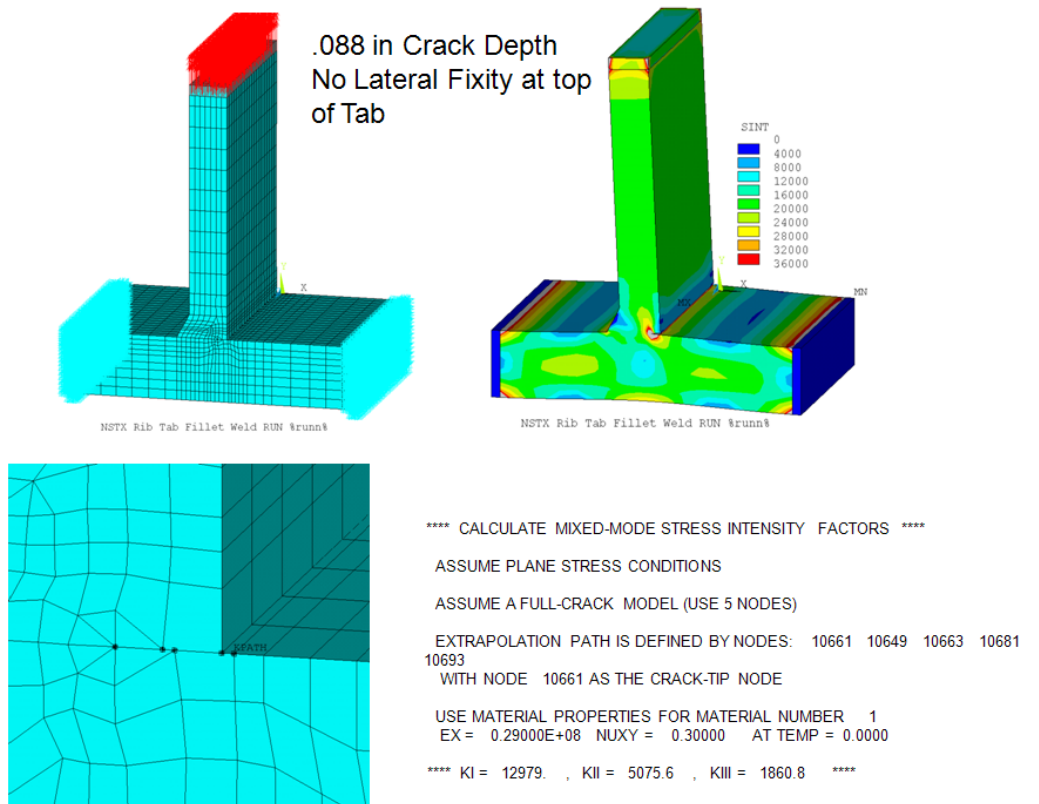 .088 in Crack Depth
No Lateral Fixity at top
of Tab
Y
X
NSTX Rib Tab Fillet Weld RUN %runn%
SINT
0
4000
8000
12000
16000
20000
24000
28000
32000
36000
Y
X
MX
MN
NSTX Rib Tab Fillet Weld RUN %runn%
KPATH
**** CALCULATE MIXED-MODE STRESS INTENSITY FACTORS ****
ASSUME PLANE STRESS CONDITIONS
ASSUME A FULL-CRACK MODEL (USE 5 NODES)
EXTRAPOLATION PATH IS DEFINED BY NODES: 10661 10649 10663 10681
10693
WITH NODE 10661 AS THE CRACK-TIP NODE
USE MATERIAL PROPERTIES FOR MATERIAL NUMBER 1
EX = 0.29000E+08 NUXY = 0.30000 AT TEMP = 0.0000
**** KI = 12979. , KII = 5075.6 , KIII = 1860.8 ****